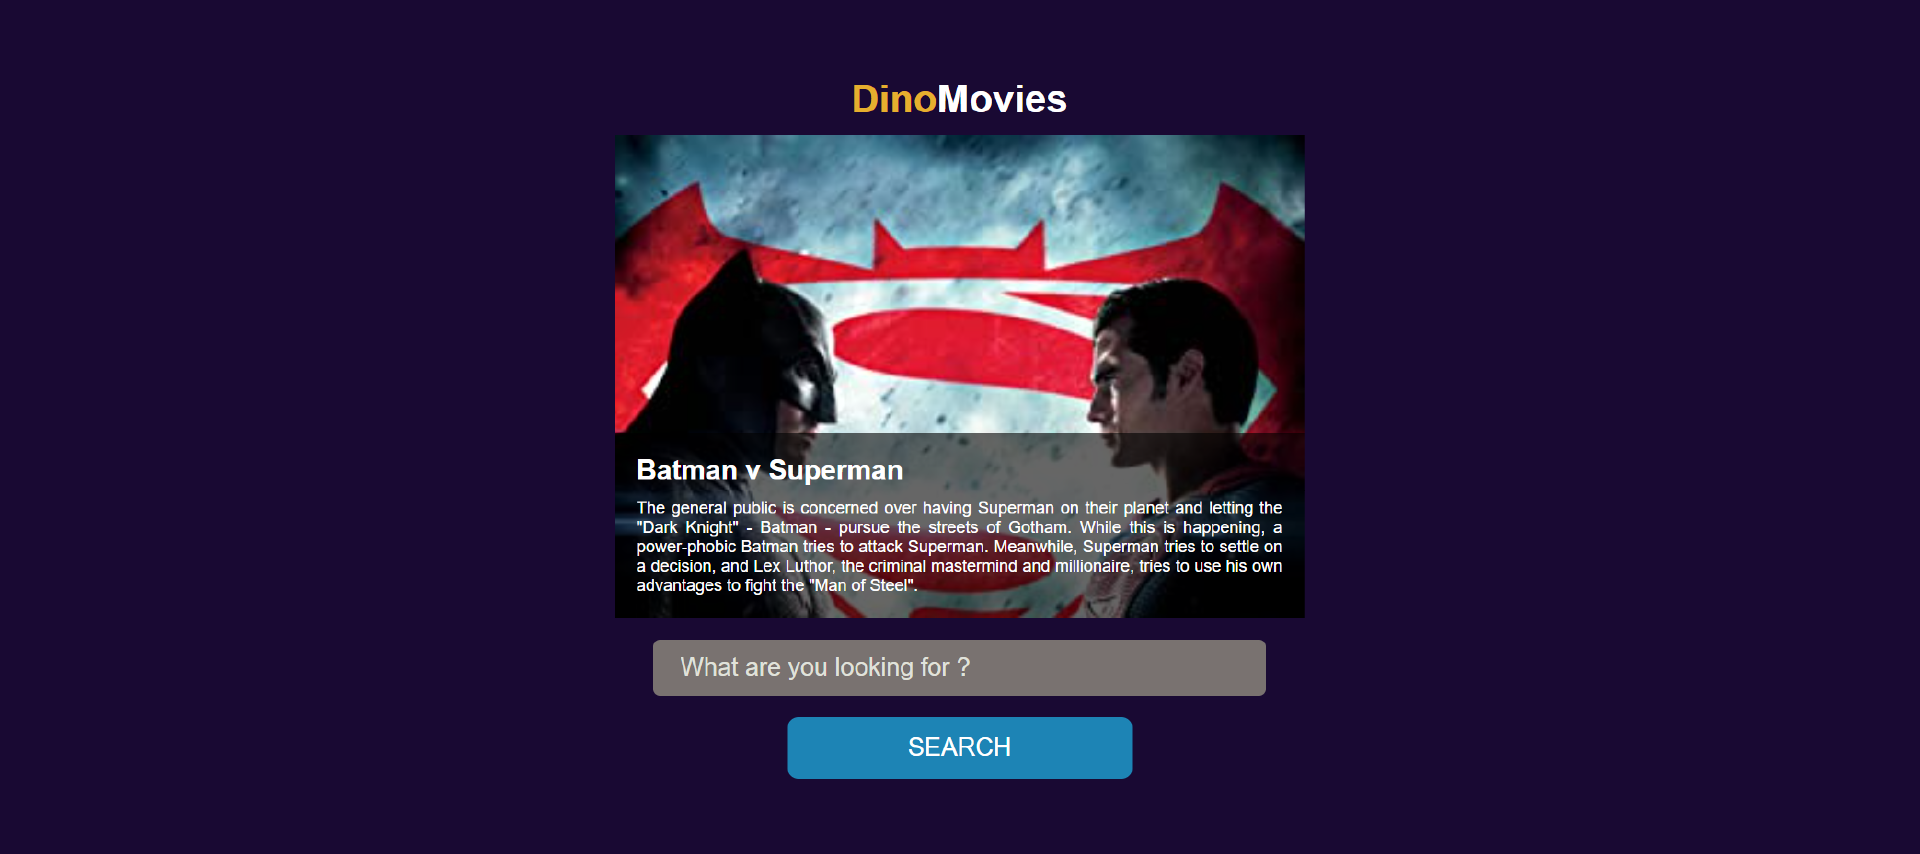 DinoMovies
Batman v Superman
The general public is concerned over having Superman on their planet and letting the
"Dark Knight" - Batman - pursue the streets of Gotham. While this is happening, a
power-phobic Batman tries to attack Superman. Meanwhile, Superman tries to settle on
a decision, and Lex Luthor, the criminal mastermind and millionaire, tries to use his own
advantages to fight the "Man of Steel".
What are you looking for ?
SEARCH